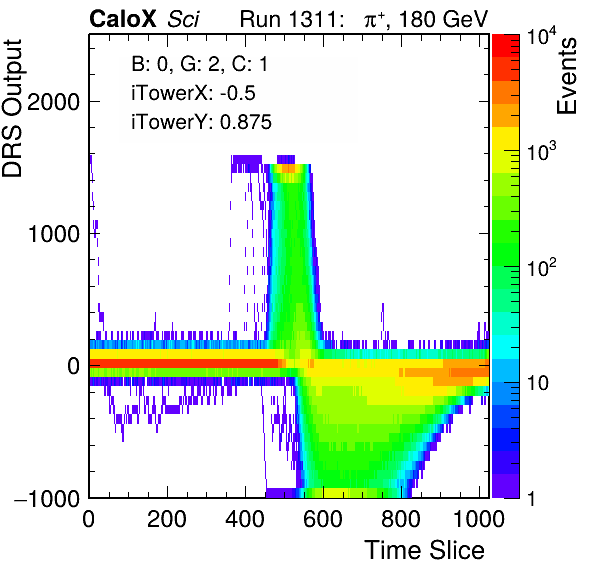 CaloX Sci Run 1311: π⁺, 180 GeV
B: 0, G: 2, C: 1
iTowerX: -0.5
iTowerY: 0.875
DRS Output
2000
1000
0
−1000
0 200 400 600 800 1000
Time Slice
10⁴
10³
10²
10
1
Events